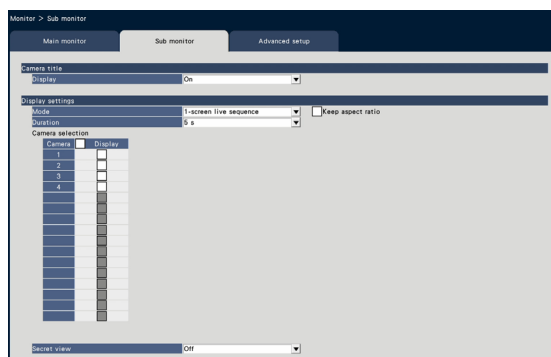 Monitor > Sub monitor
Main monitor Sub monitor Advanced setup
Camera title
Display On
Display settings
Mode 1-screen live sequence Keep aspect ratio
Duration 5 s
Camera selection
Camera Display
1
2
3
4
Secret view Off